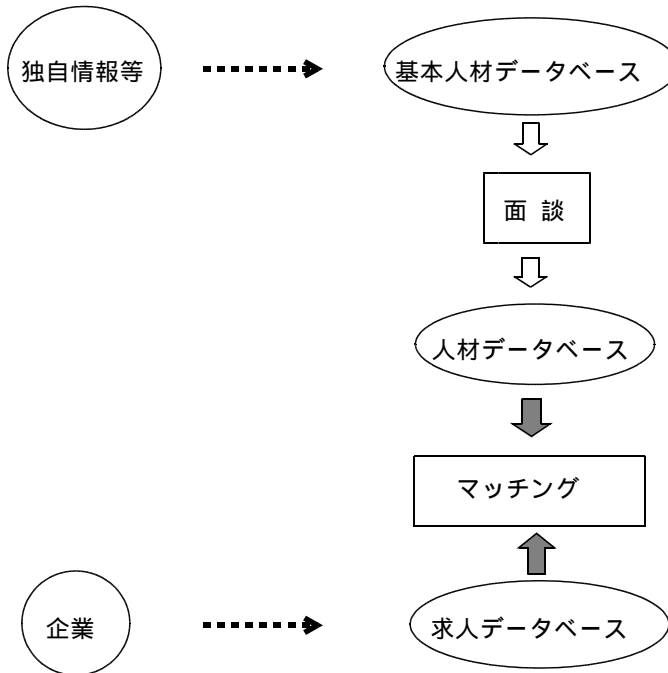 独自情報等
基本人材データベース
面 談
人材データベース
マッチング
企業
求人データベース